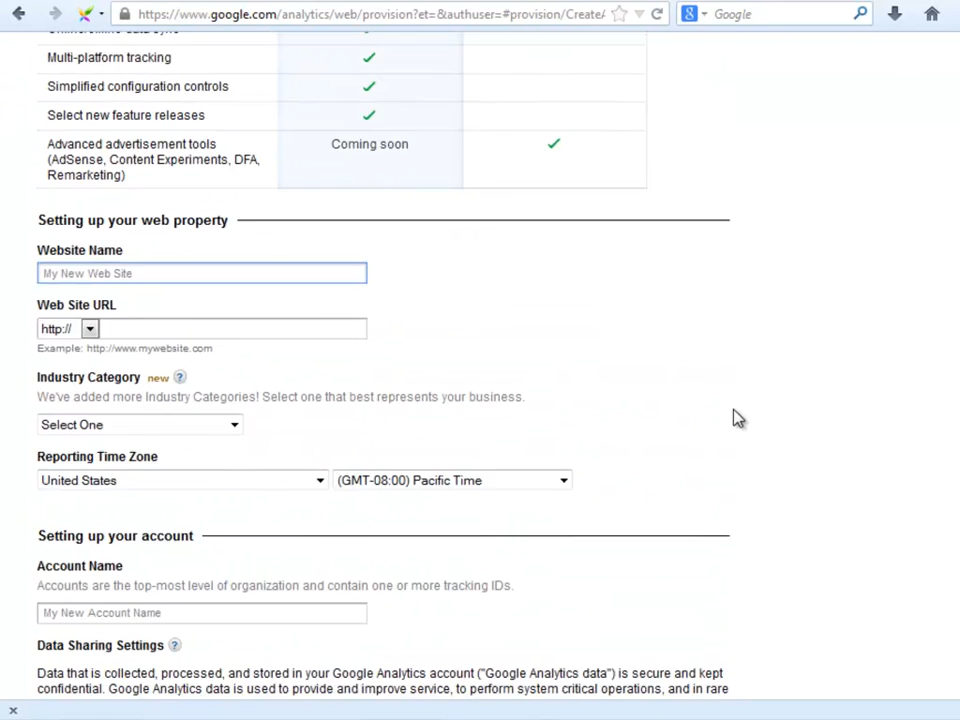 https://www.google.com/analytics/web/provision?et=&authuser=#provision/Create/
Google
Multi-platform tracking
Simplified configuration controls
Select new feature releases
Advanced advertisement tools
(AdSense, Content Experiments, DFA,
Remarketing)
Coming soon
Setting up your web property
Website Name
My New Web Site
Web Site URL
http://
Example: http://www.mywebsite.com
Industry Category new ?
We've added more Industry Categories! Select one that best represents your business.
Select One
Reporting Time Zone
United States (GMT-08:00) Pacific Time
Setting up your account
Account Name
Accounts are the top-most level of organization and contain one or more tracking IDs.
My New Account Name
Data Sharing Settings ?
Data that is collected, processed, and stored in your Google Analytics account ("Google Analytics data") is secure and kept
confidential. Google Analytics data is used to provide and improve service, to perform system critical operations, and in rare